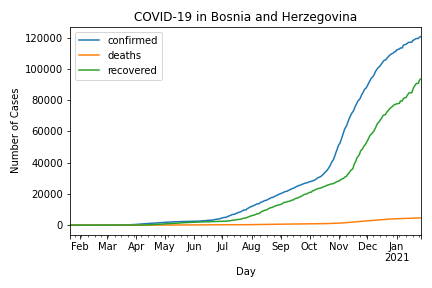 COVID-19 in Bosnia and Herzegovina
confirmed
deaths
recovered
Number of Cases
120000
100000
80000
60000
40000
20000
0
Feb Mar Apr May Jun Jul Aug Sep Oct Nov Dec Jan
2021
Day